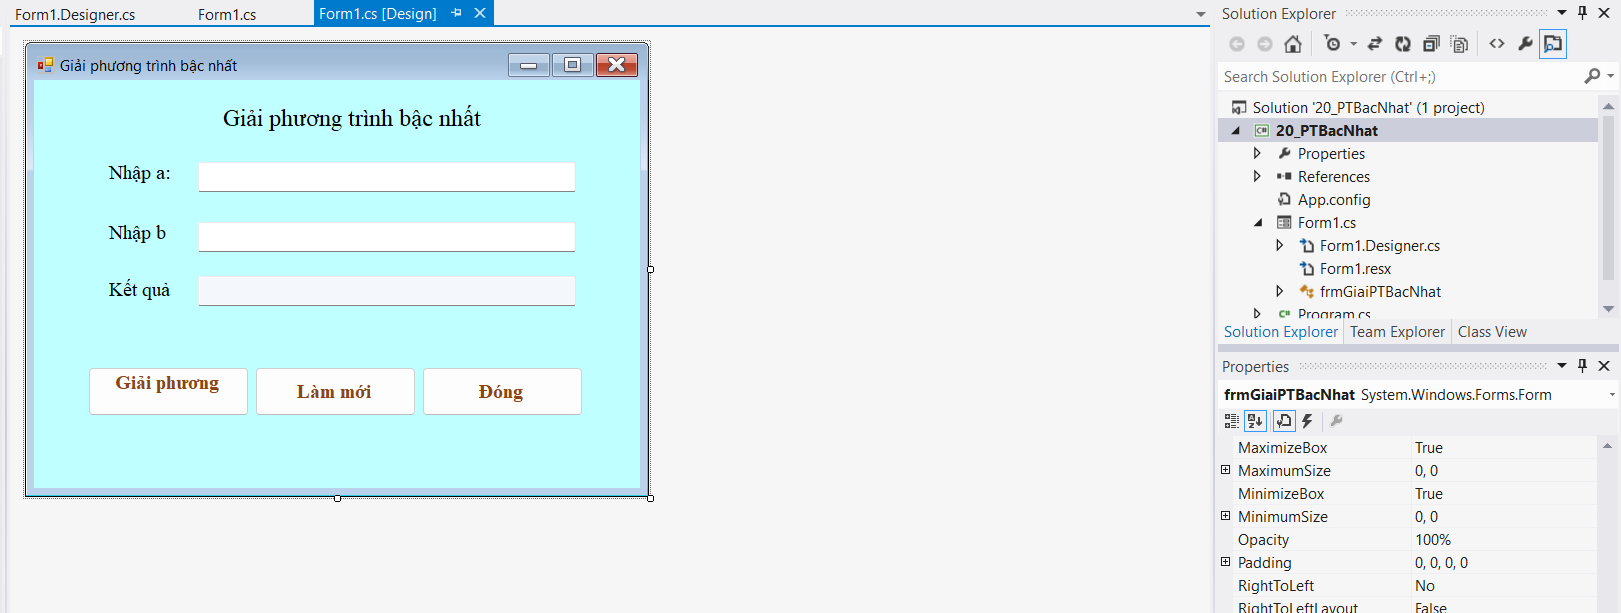 Form1.Designer.cs
Form1.cs
Form1.cs [Design]
Giải phương trình bậc nhất
Giải phương trình bậc nhất
Nhập a:
Nhập b
Kết quả
Giải phương
Làm mới
Đóng
Solution Explorer
Search Solution Explorer (Ctrl+;)
Solution '20_PTBacNhat' (1 project)
C# 20_PTBacNhat
Properties
References
App.config
Form1.cs
Form1.Designer.cs
Form1.resx
frmGiaiPTBacNhat
C# Program.cs
Solution Explorer Team Explorer Class View
Properties
frmGiaiPTBacNhat System.Windows.Forms.Form
MaximizeBox True
MaximumSize 0, 0
MinimizeBox True
MinimumSize 0, 0
Opacity 100%
Padding 0, 0, 0, 0
RightToLeft No
RightToLeftLayout False